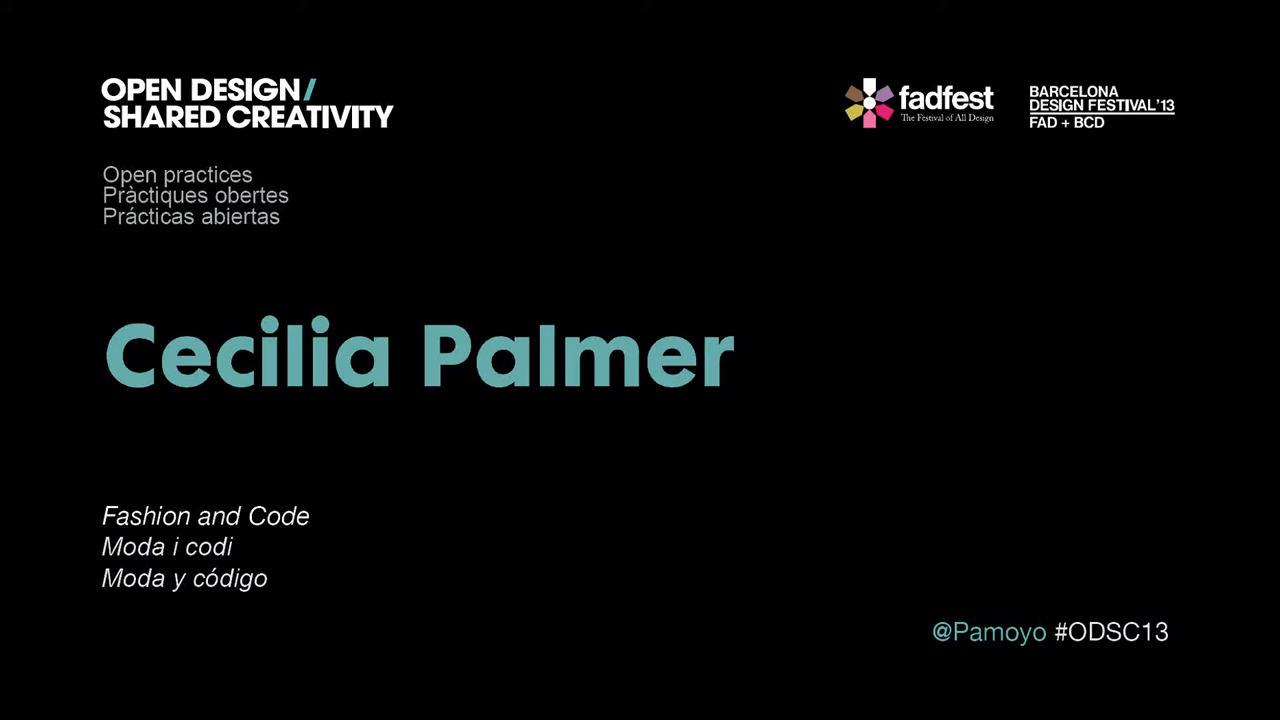 OPEN DESIGN/
SHARED CREATIVITY
fadfest
The Festival of All Design
BARCELONA
DESIGN FESTIVAL'13
FAD + BCD
Open practices
Pràctiques obertes
Prácticas abiertas
Cecilia Palmer
Fashion and Code
Moda i codi
Moda y código
@Pamoyo #ODSC13